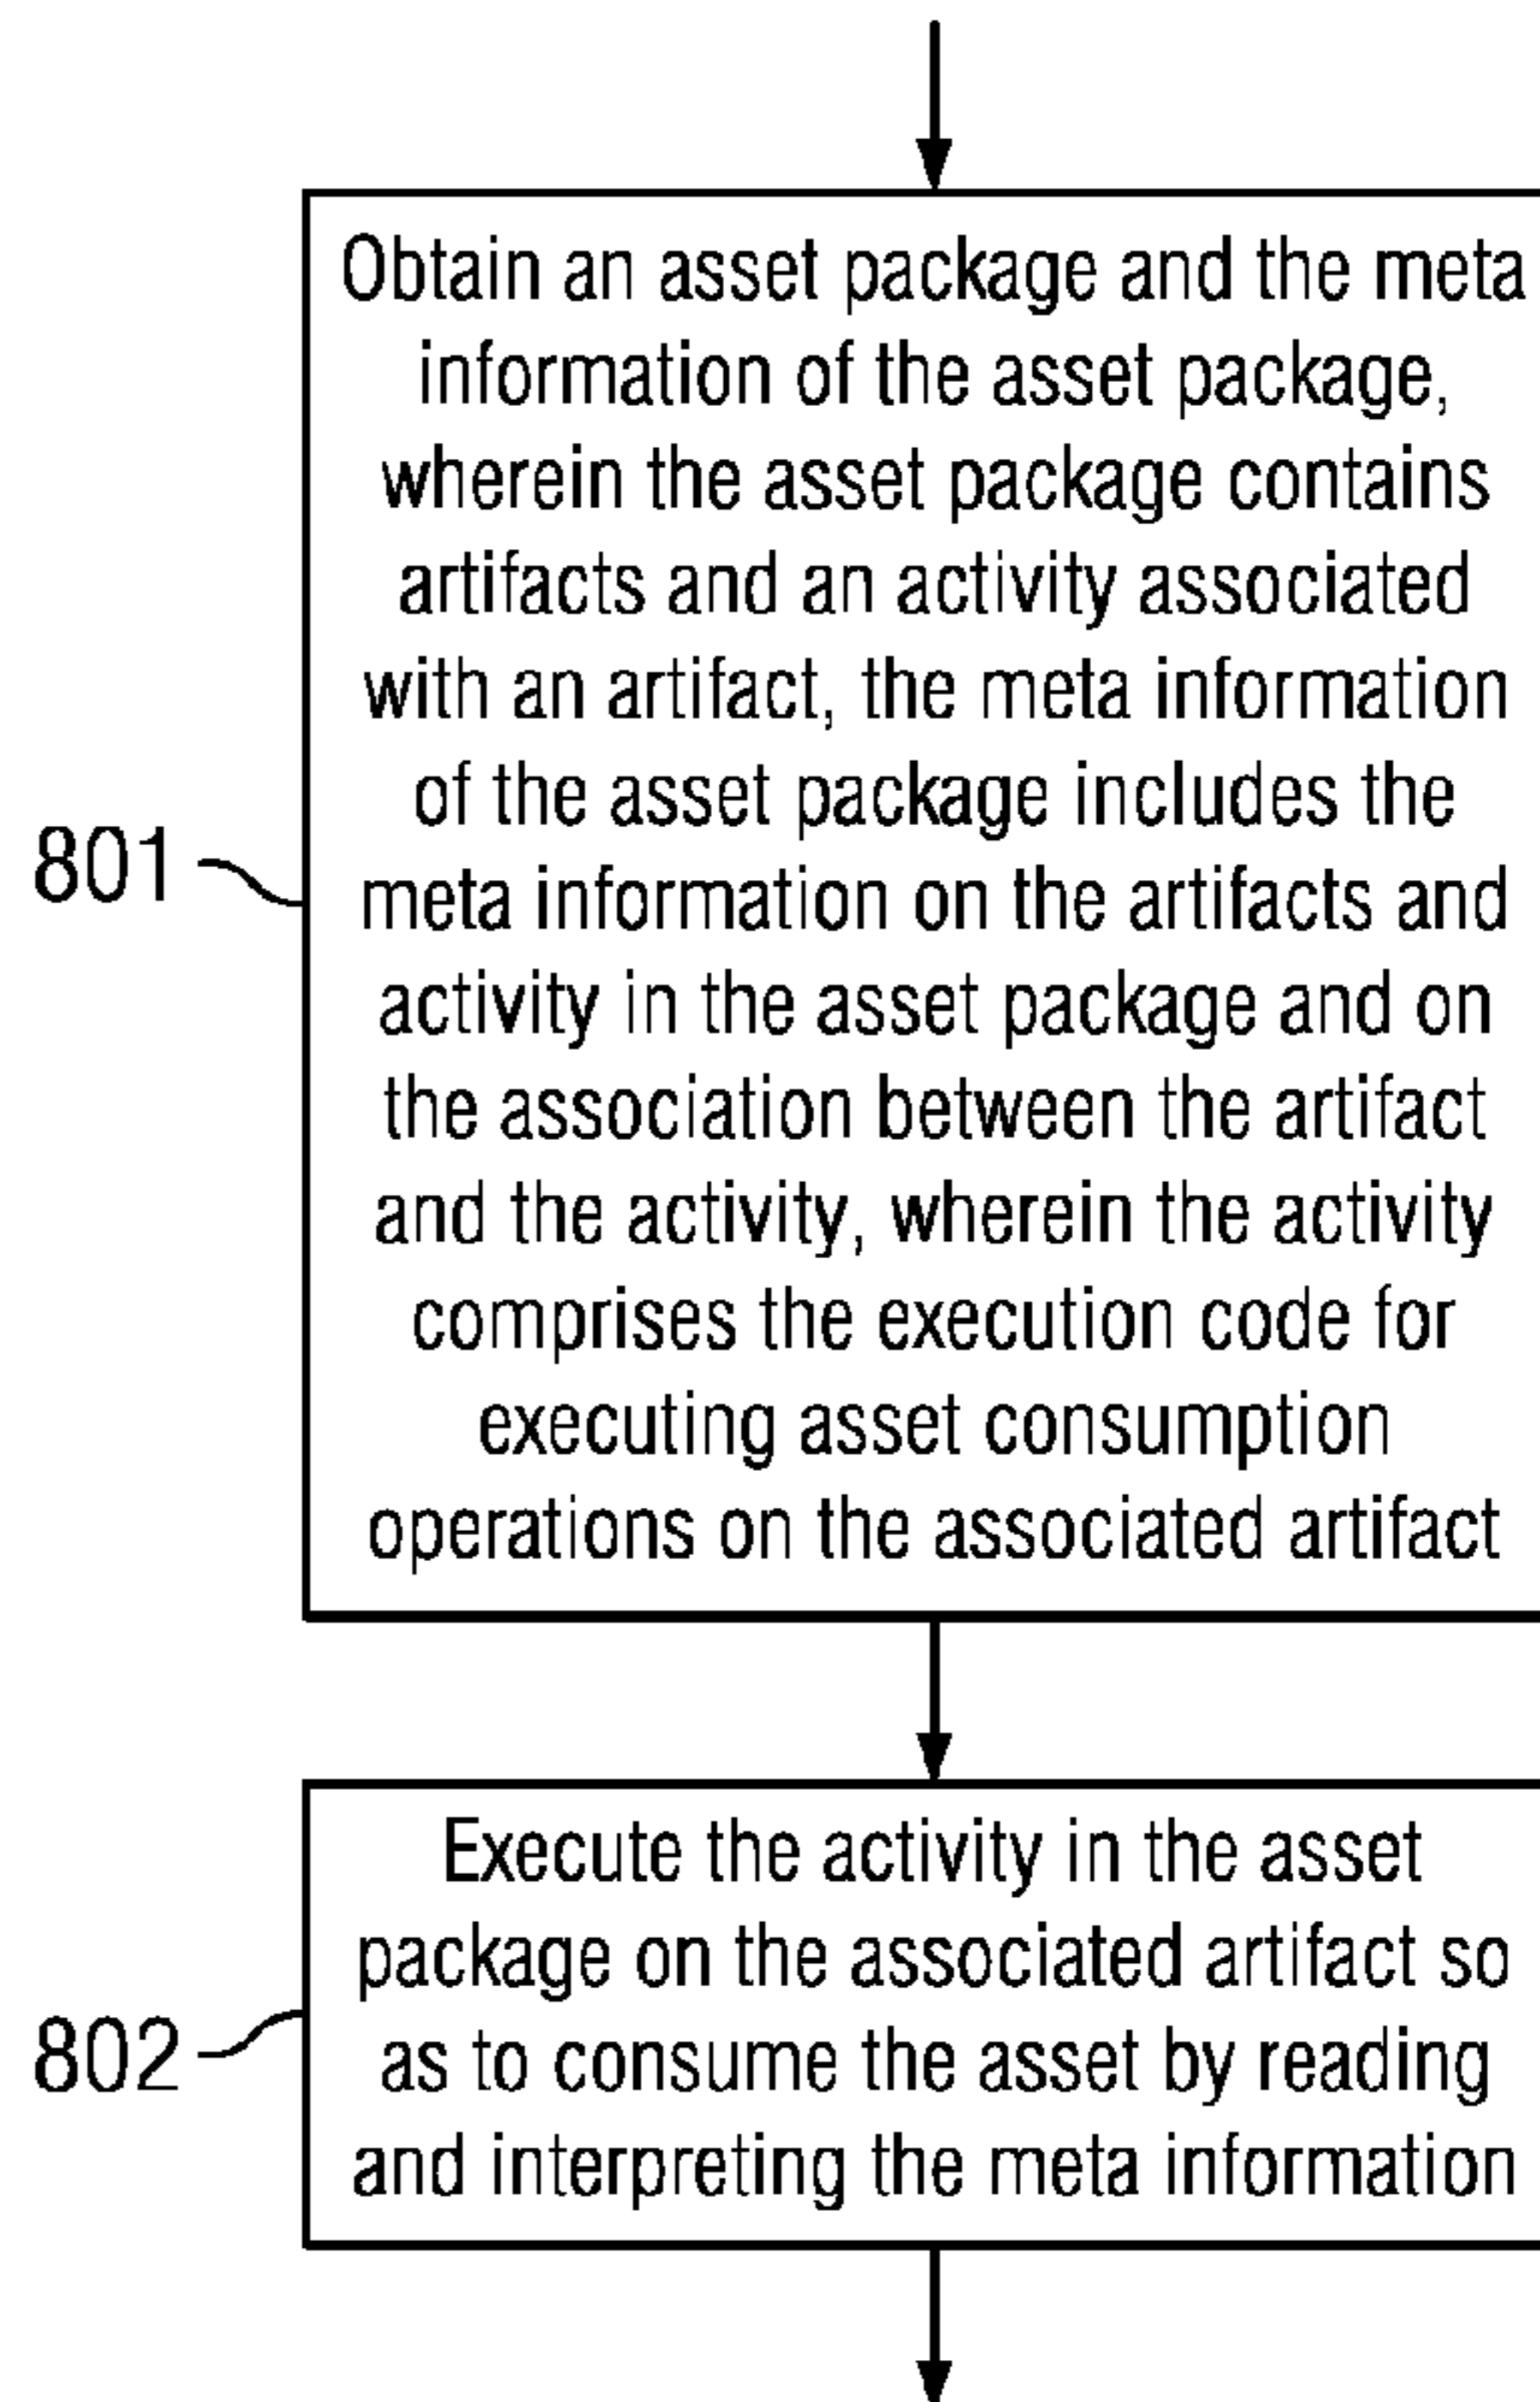 Obtain an asset package and the meta
information of the asset package,
wherein the asset package contains
artifacts and an activity associated
with an artifact, the meta information
of the asset package includes the
801
meta information on the artifacts and
activity in the asset package and on
the association between the artifact
and the activity, wherein the activity
comprises the execution code for
executing asset consumption
operations on the associated artifact
Execute the activity in the asset
package on the associated artifact so
802
as to consume the asset by reading
and interpreting the meta information